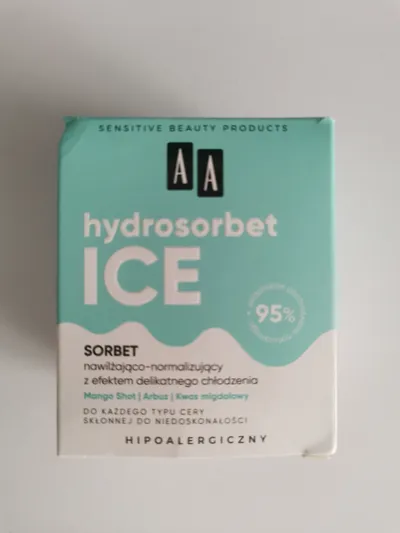 SENSITIVE BEAUTY PRODUCTS
AA
hydrosorbet
ICE
95%
SORBET
nawilżająco-normalizujący
z efektem delikatnego chłodzenia
Mango Shot | Arbuz | Kwas migdałowy
DO KAŻDEGO TYPU CERY
SKŁONNEJ DO NIEDOSKONAŁOŚCI
HIPOALERGICZNY